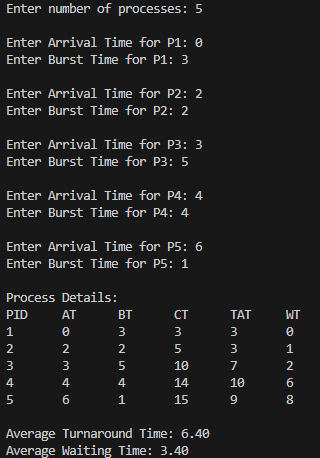 Enter number of processes: 5
Enter Arrival Time for P1: 0
Enter Burst Time for P1: 3
Enter Arrival Time for P2: 2
Enter Burst Time for P2: 2
Enter Arrival Time for P3: 3
Enter Burst Time for P3: 5
Enter Arrival Time for P4: 4
Enter Burst Time for P4: 4
Enter Arrival Time for P5: 6
Enter Burst Time for P5: 1
Process Details:
PID AT BT CT TAT WT
1 0 3 3 3 0
2 2 2 5 3 1
3 3 5 10 7 2
4 4 4 14 10 6
5 6 1 15 9 8
Average Turnaround Time: 6.40
Average Waiting Time: 3.40